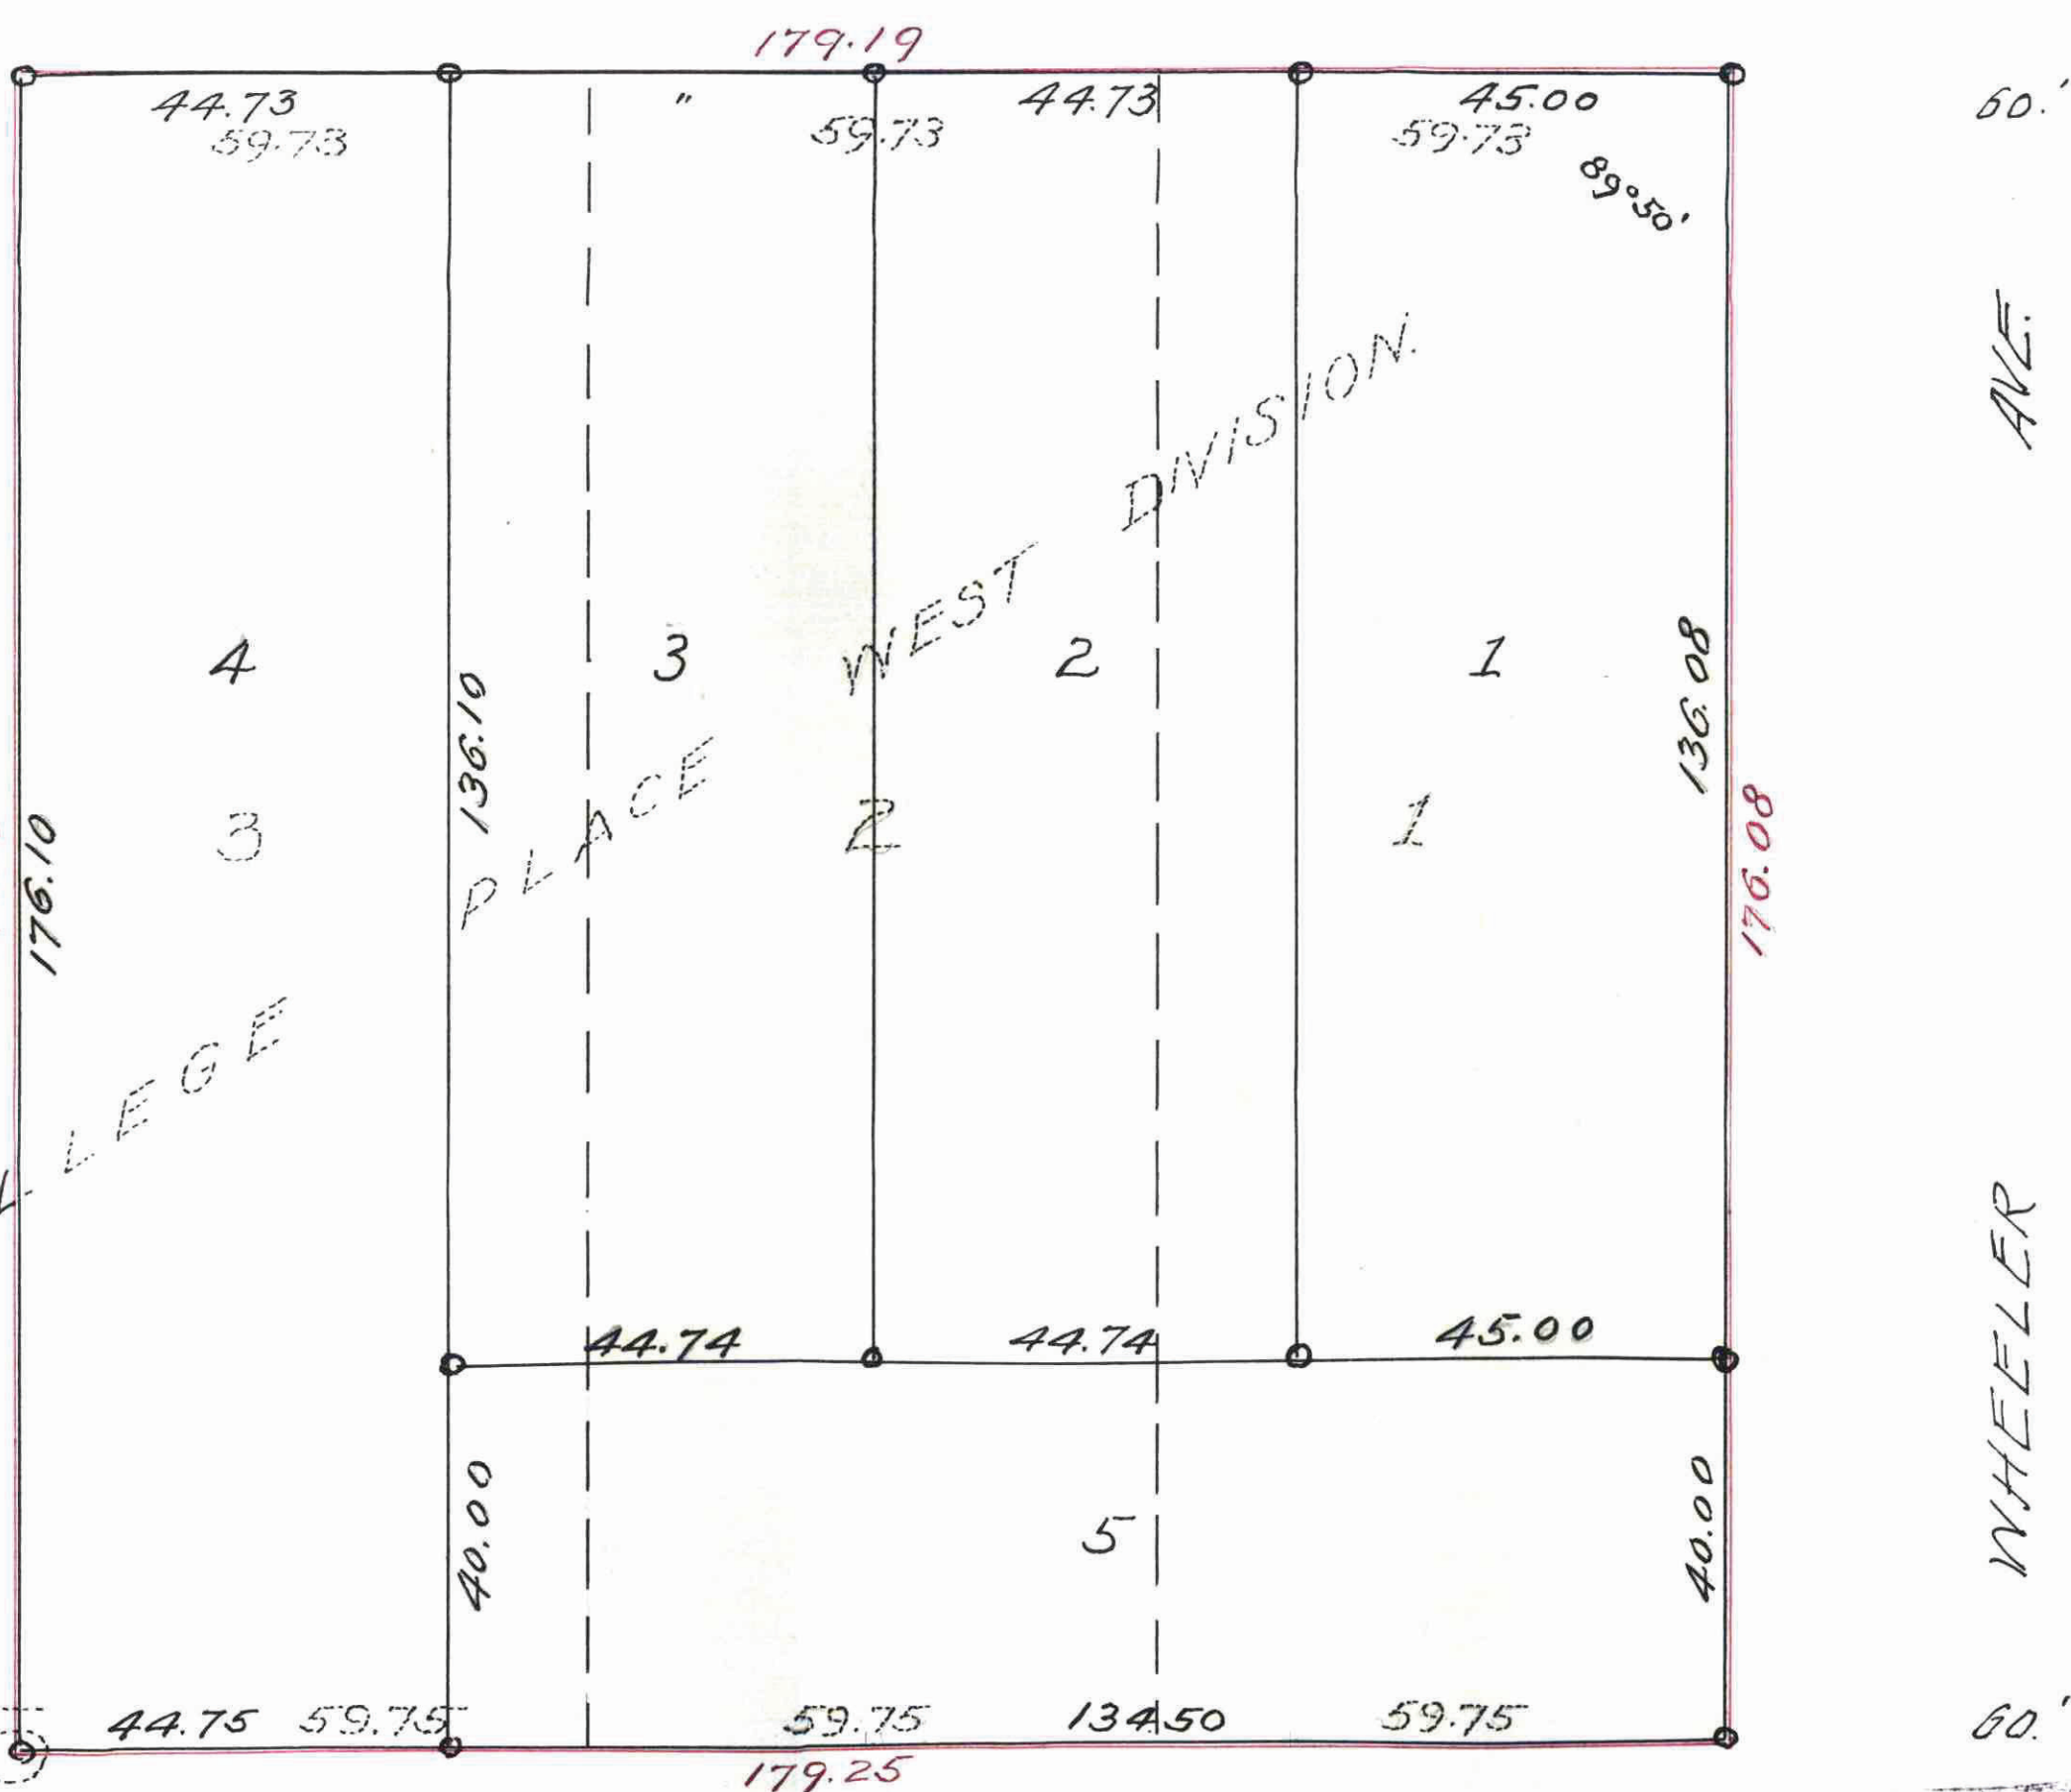 179.19
44.73 " 44.73 45.00
59.73 59.73 59.73
60.'
89°50'
AVE.
WEST DIVISION.
4 3 2 1
136.10
136.08
PLACE
3 2 1
176.10
176.08
LLEGE
WHEELER
44.74 44.74 45.00
40.00
5
40.00
44.75 59.75 59.75 134.50 59.75
60.'
179.25